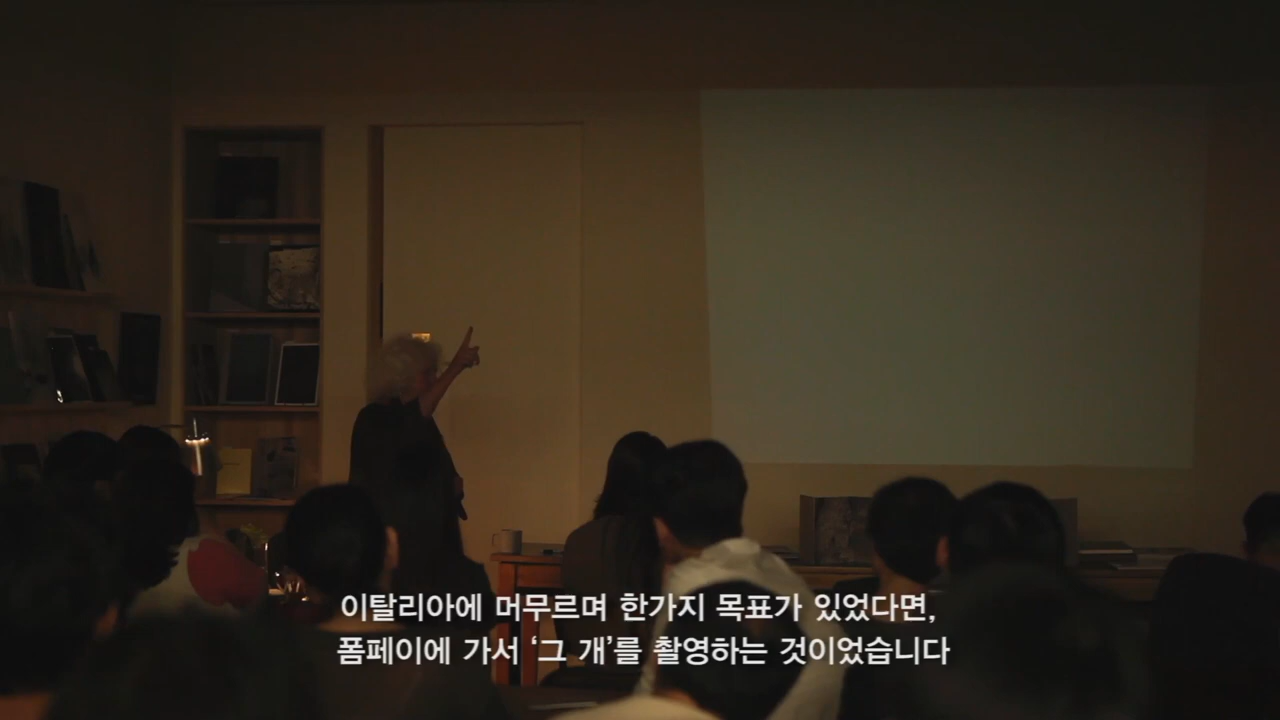 이탈리아에 머무르며 한가지 목표가 있었다면,
폼페이에 가서 ‘그 개’를 촬영하는 것이었습니다